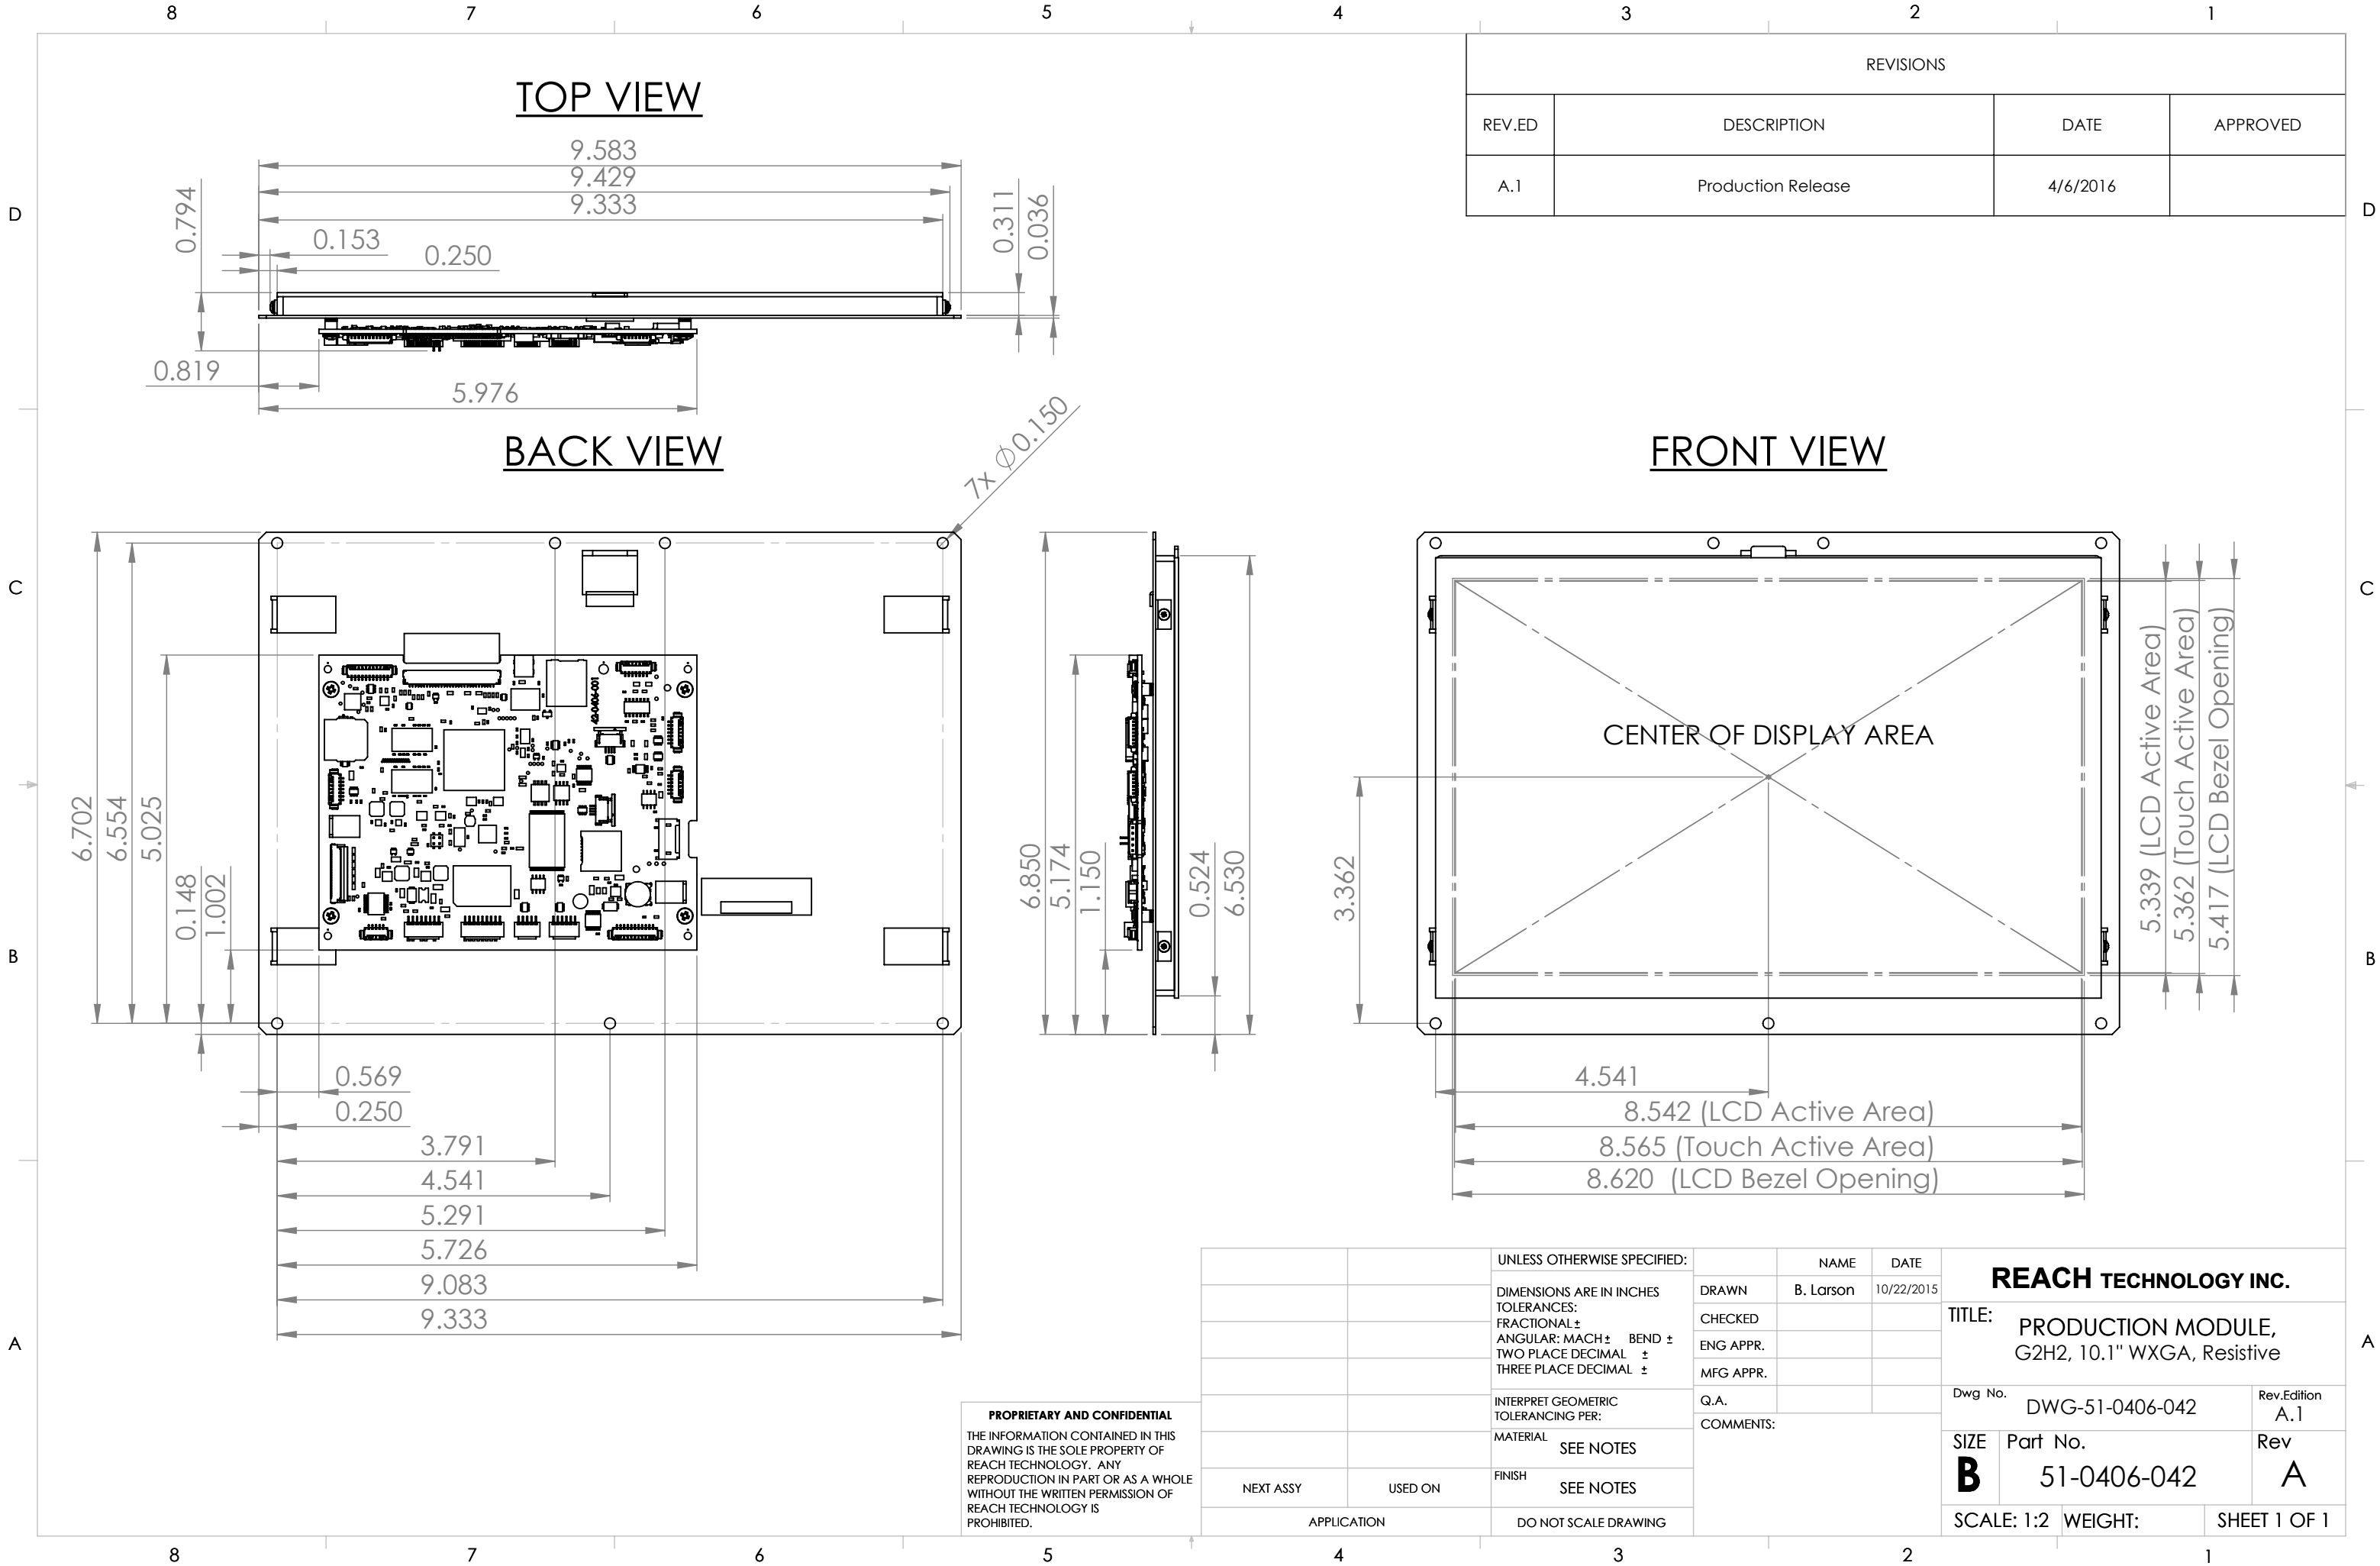 8 7 6 5 4 3 2 1
REVISIONS
REV.ED DESCRIPTION DATE APPROVED
A.1 Production Release 4/6/2016
D
D
TOP VIEW
9.583
9.429
9.333
0.794
0.153
0.250
0.311
0.036
0.819
5.976
BACK VIEW
7x ∅0.150
FRONT VIEW
C
C
6.702
6.554
5.025
0.148
1.002
42-0406-001
6.850
5.174
1.150
0.524
6.530
CENTER OF DISPLAY AREA
3.362
5.339 (LCD Active Area)
5.362 (Touch Active Area)
5.417 (LCD Bezel Opening)
B
B
0.569
0.250
3.791
4.541
5.291
5.726
9.083
9.333
4.541
8.542 (LCD Active Area)
8.565 (Touch Active Area)
8.620 (LCD Bezel Opening)
A
A
PROPRIETARY AND CONFIDENTIAL
THE INFORMATION CONTAINED IN THIS
DRAWING IS THE SOLE PROPERTY OF
REACH TECHNOLOGY. ANY
REPRODUCTION IN PART OR AS A WHOLE
WITHOUT THE WRITTEN PERMISSION OF
REACH TECHNOLOGY IS
PROHIBITED.
NEXT ASSY USED ON
APPLICATION
UNLESS OTHERWISE SPECIFIED:
DIMENSIONS ARE IN INCHES
TOLERANCES:
FRACTIONAL ±
ANGULAR: MACH ± BEND ±
TWO PLACE DECIMAL ±
THREE PLACE DECIMAL ±
INTERPRET GEOMETRIC
TOLERANCING PER:
MATERIAL
SEE NOTES
FINISH
SEE NOTES
DO NOT SCALE DRAWING
NAME DATE
DRAWN B. Larson 10/22/2015
CHECKED
ENG APPR.
MFG APPR.
Q.A.
COMMENTS:
REACH TECHNOLOGY INC.
TITLE:
PRODUCTION MODULE,
G2H2, 10.1" WXGA, Resistive
Dwg No.
DWG-51-0406-042
Rev.Edition
A.1
SIZE
B
Part No.
51-0406-042
Rev
A
SCALE: 1:2 WEIGHT: SHEET 1 OF 1
8 7 6 5 4 3 2 1